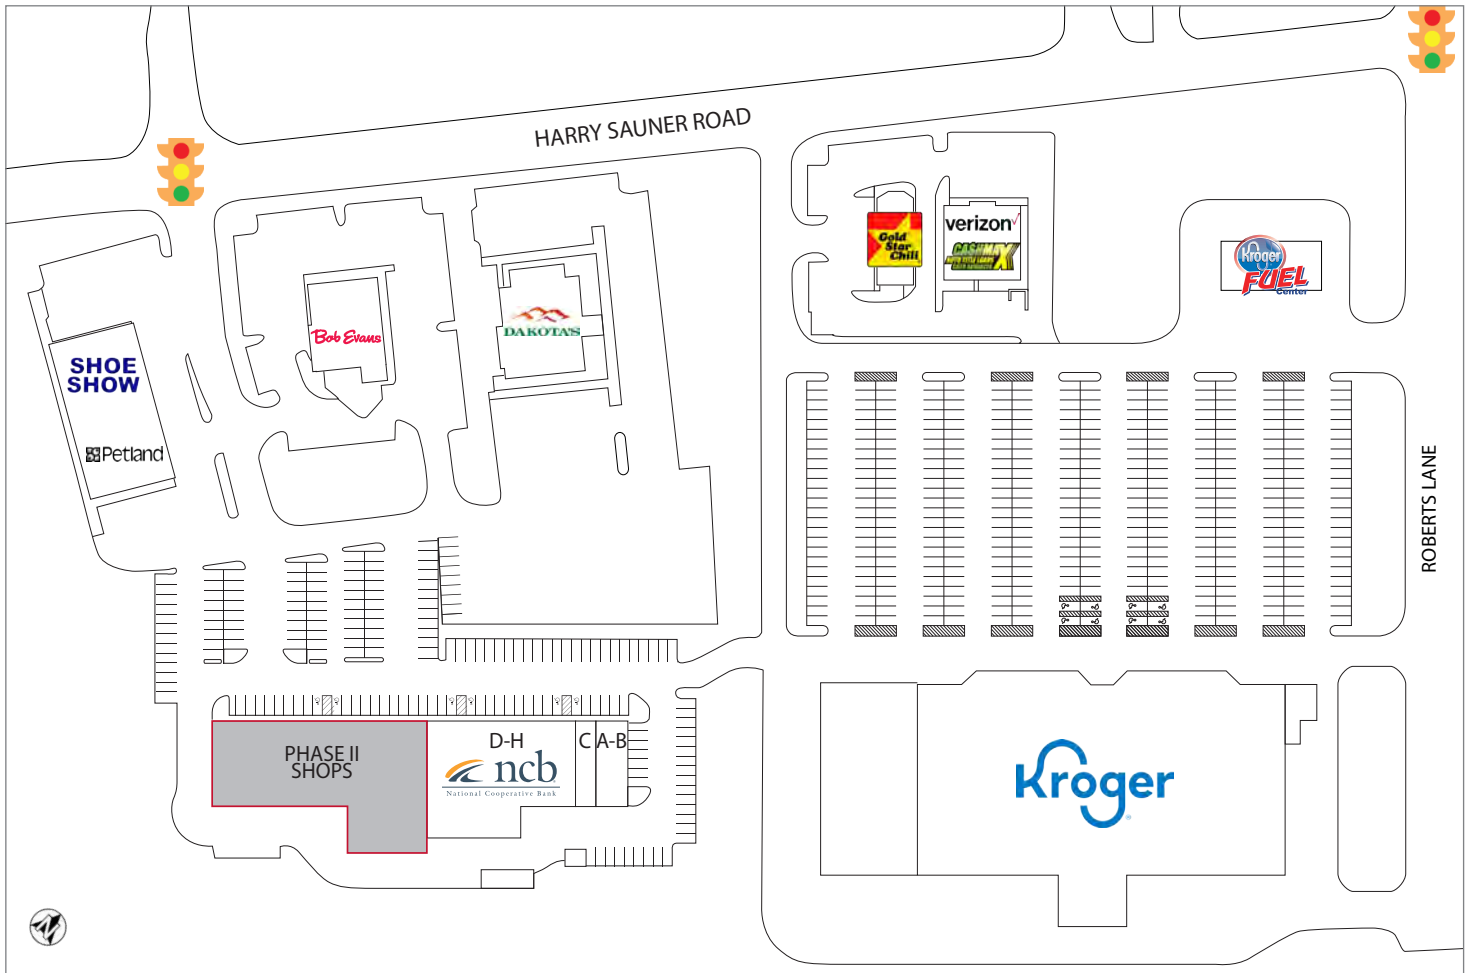 HARRY SAUNER ROAD
Gold
Star
Chili
verizon
CASHMAX
Kroger
FUEL
Center
Bob Evans
DAKOTA'S
SHOE
SHOW
Petland
ROBERTS LANE
PHASE II
SHOPS
D-H
C
A-B
ncb
National Cooperative Bank
Kroger
N